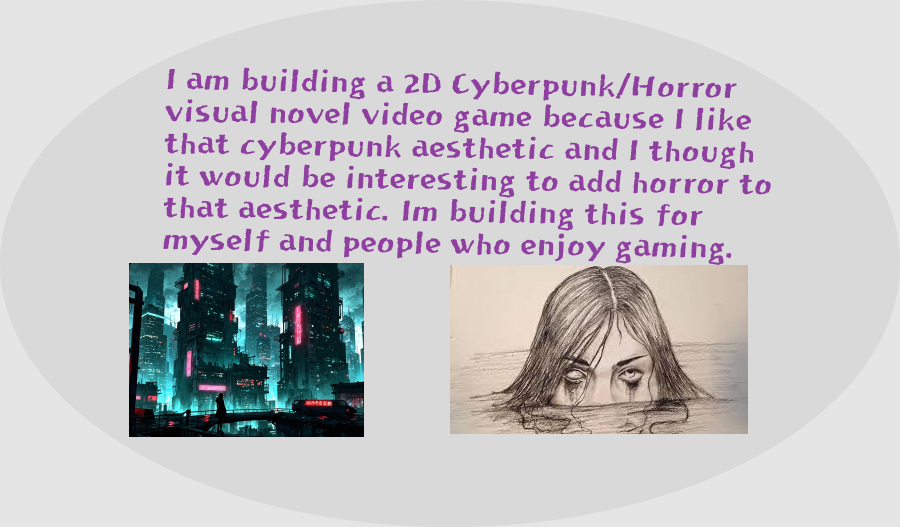 I am building a 2D Cyberpunk/Horror
visual novel video game because I like
that cyberpunk aesthetic and I though
it would be interesting to add horror to
that aesthetic. Im building this for
myself and people who enjoy gaming.